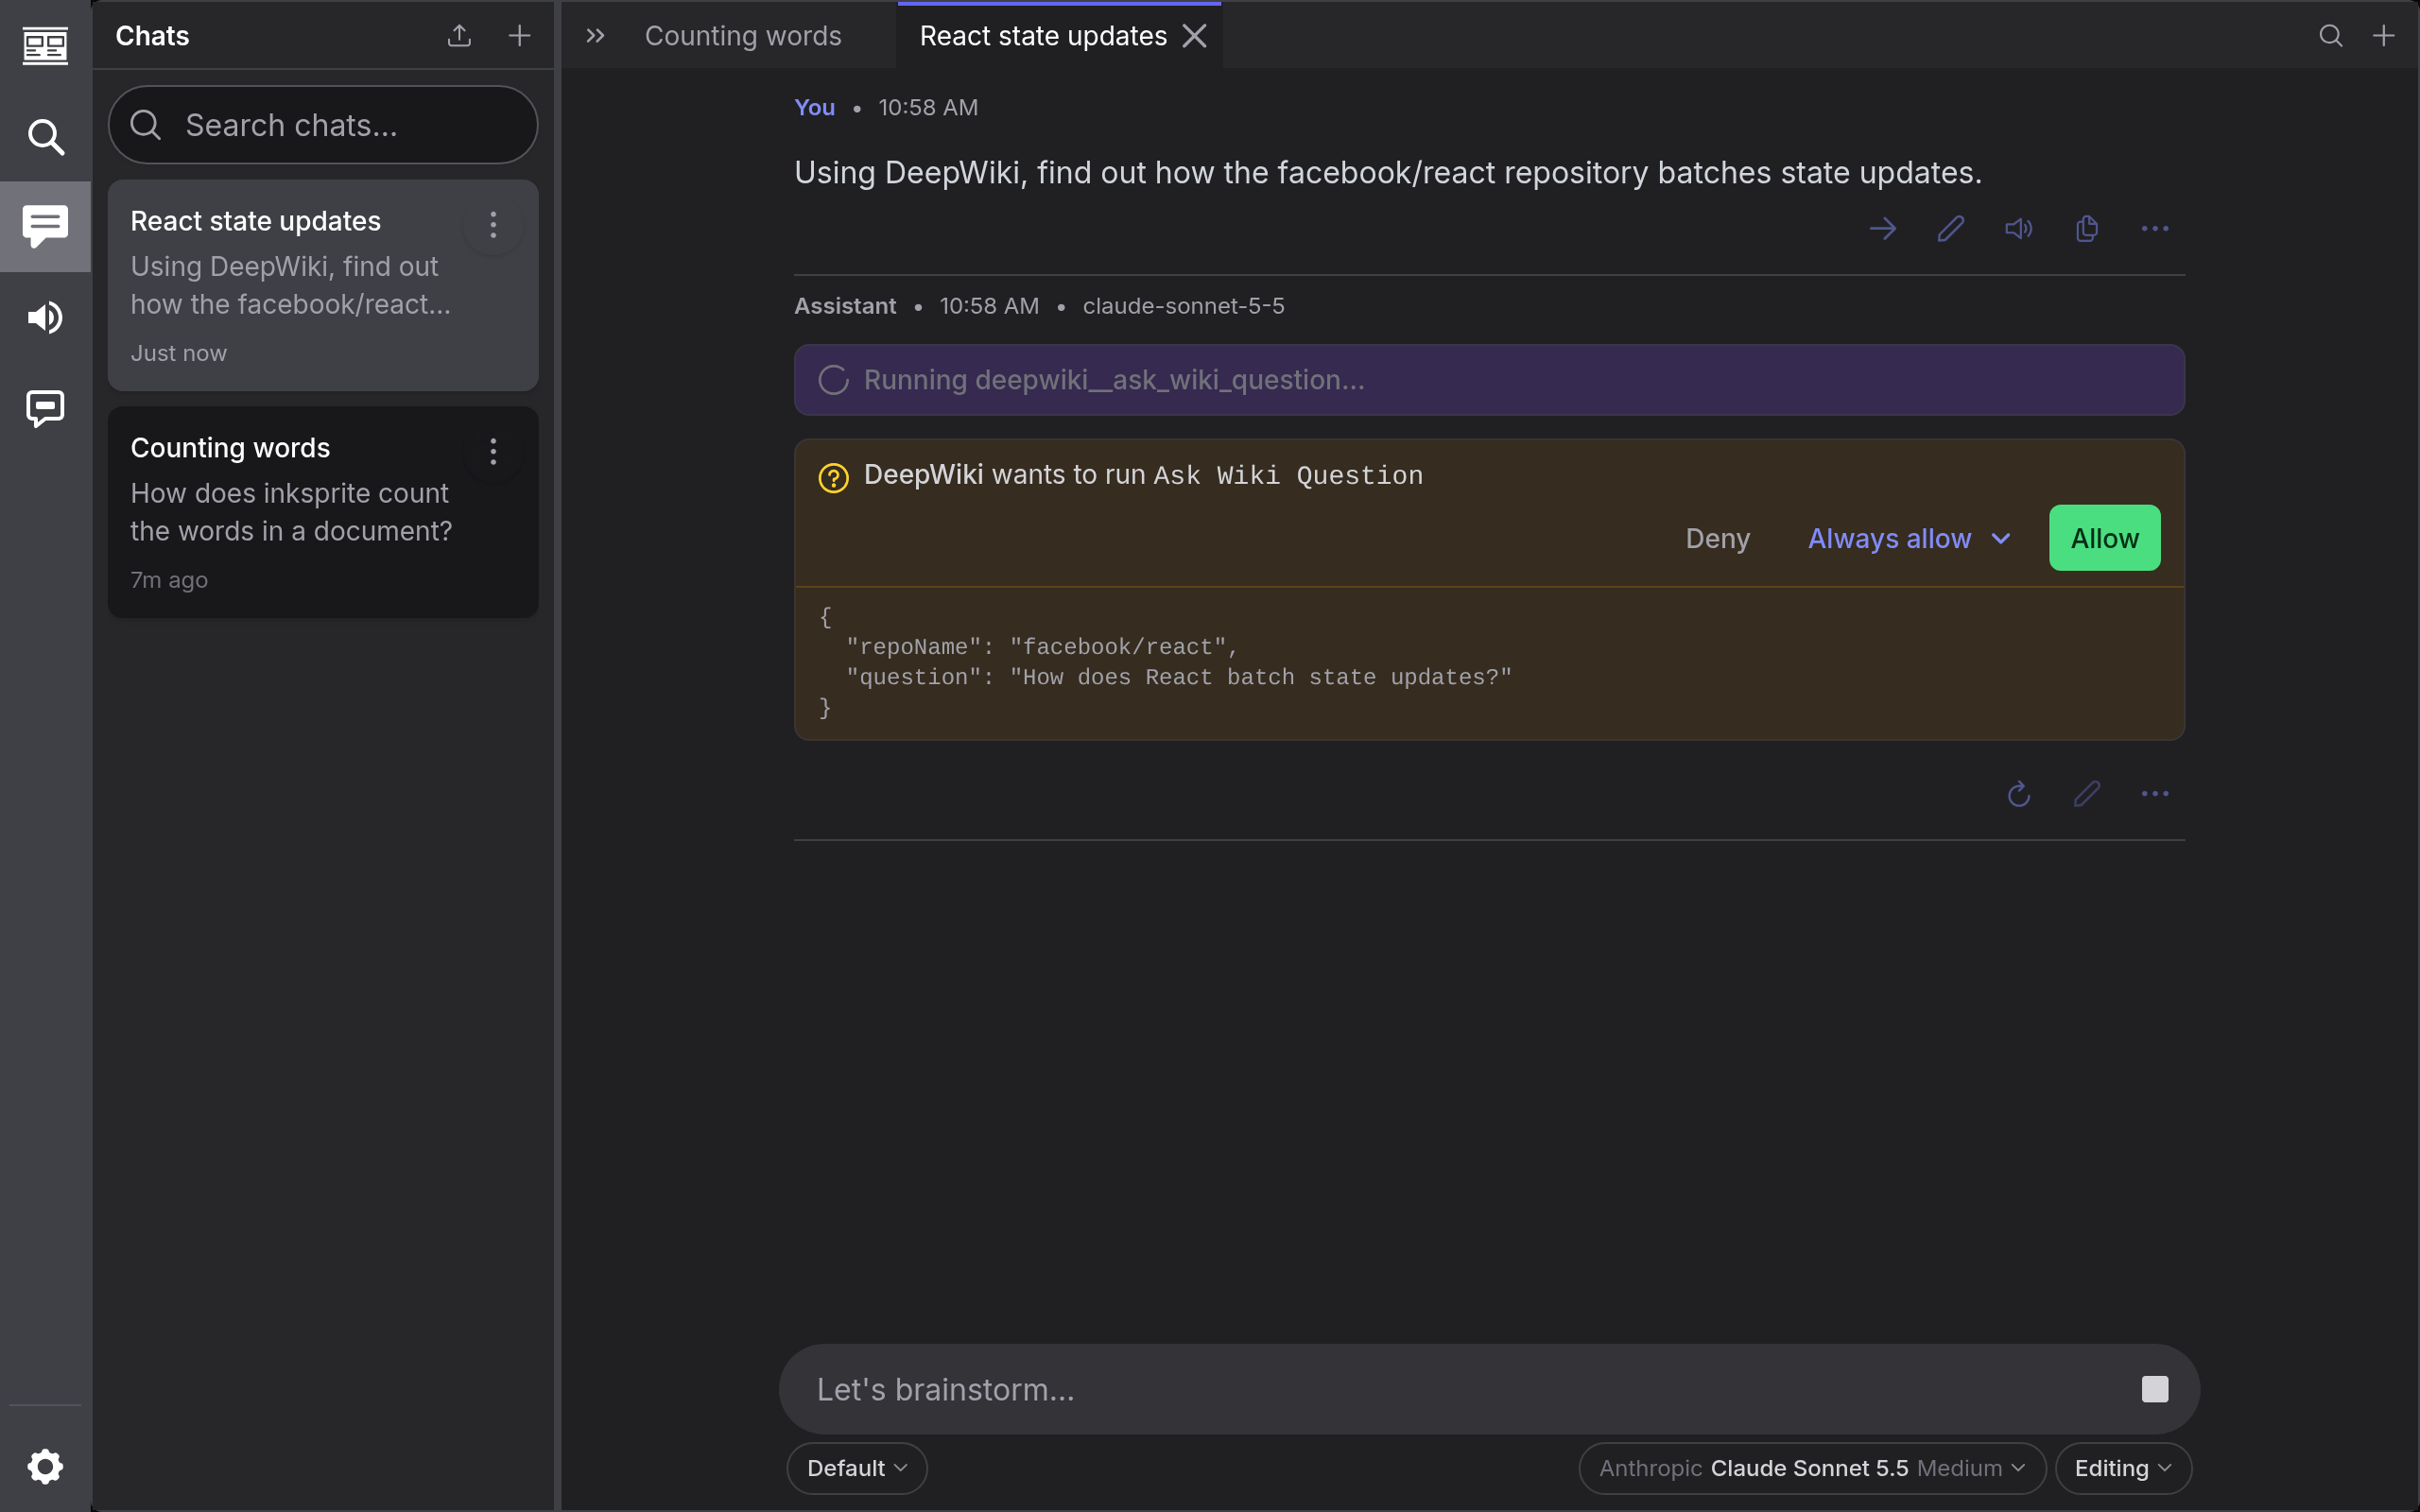 Chats
Search chats...
React state updates
Using DeepWiki, find out
how the facebook/react...
Just now
Counting words
How does inksprite count
the words in a document?
7m ago
Counting words
React state updates
You • 10:58 AM
Using DeepWiki, find out how the facebook/react repository batches state updates.
Assistant • 10:58 AM • claude-sonnet-5-5
Running deepwiki__ask_wiki_question...
DeepWiki wants to run Ask Wiki Question
Deny
Always allow
Allow
{
"repoName": "facebook/react",
"question": "How does React batch state updates?"
}
Let's brainstorm...
Default
Anthropic Claude Sonnet 5.5 Medium
Editing